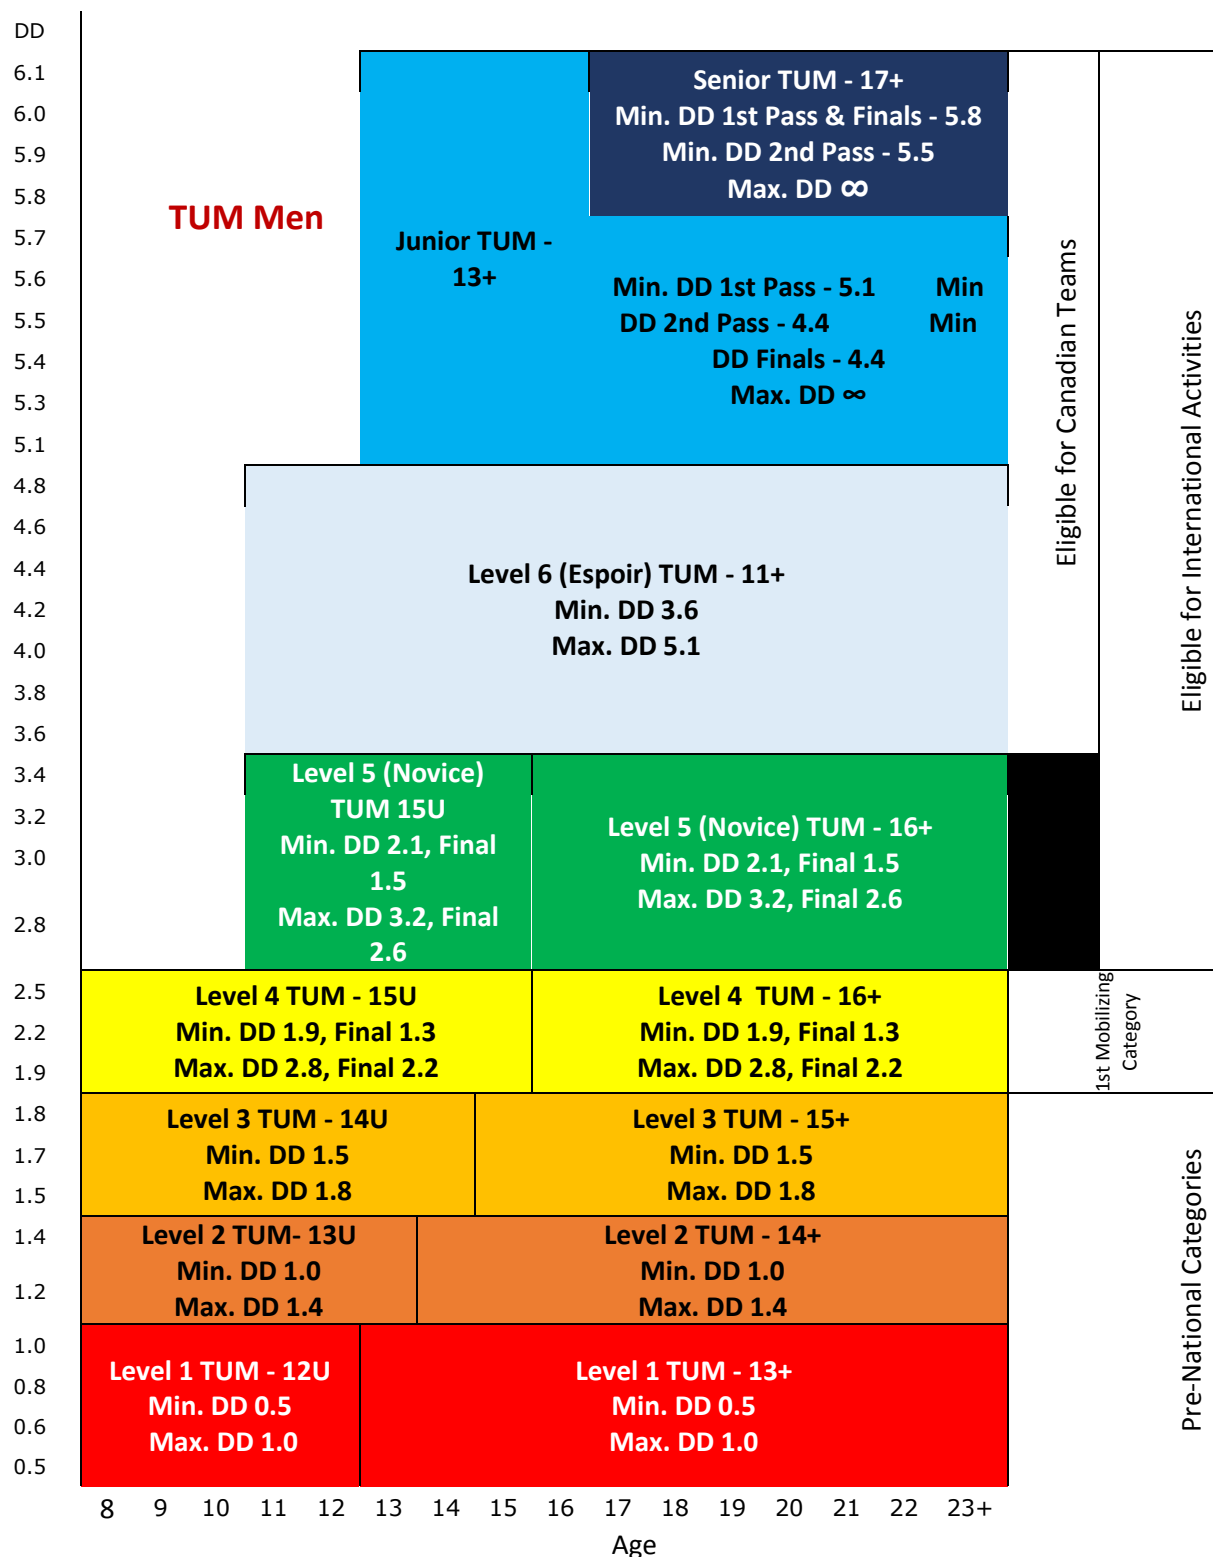 DD
6.1
6.0
5.9
5.8
5.7
5.6
5.5
5.4
5.3
5.1
4.8
4.6
4.4
4.2
4.0
3.8
3.6
3.4
3.2
3.0
2.8
2.5
2.2
1.9
1.8
1.7
1.5
1.4
1.2
1.0
0.8
0.6
0.5
TUM Men
Senior TUM - 17+
Min. DD 1st Pass & Finals - 5.8
Min. DD 2nd Pass - 5.5
Max. DD ∞
Junior TUM -
13+
Min. DD 1st Pass - 5.1 Min
DD 2nd Pass - 4.4 Min
DD Finals - 4.4
Max. DD ∞
Level 6 (Espoir) TUM - 11+
Min. DD 3.6
Max. DD 5.1
Level 5 (Novice)
TUM 15U
Min. DD 2.1, Final
1.5
Max. DD 3.2, Final
2.6
Level 5 (Novice) TUM - 16+
Min. DD 2.1, Final 1.5
Max. DD 3.2, Final 2.6
Level 4 TUM - 15U
Min. DD 1.9, Final 1.3
Max. DD 2.8, Final 2.2
Level 4 TUM - 16+
Min. DD 1.9, Final 1.3
Max. DD 2.8, Final 2.2
Level 3 TUM - 14U
Min. DD 1.5
Max. DD 1.8
Level 3 TUM - 15+
Min. DD 1.5
Max. DD 1.8
Level 2 TUM- 13U
Min. DD 1.0
Max. DD 1.4
Level 2 TUM - 14+
Min. DD 1.0
Max. DD 1.4
Level 1 TUM - 12U
Min. DD 0.5
Max. DD 1.0
Level 1 TUM - 13+
Min. DD 0.5
Max. DD 1.0
Eligible for Canadian Teams
Eligible for International Activities
1st Mobilizing
Category
Pre-National Categories
8 9 10 11 12 13 14 15 16 17 18 19 20 21 22 23+
Age